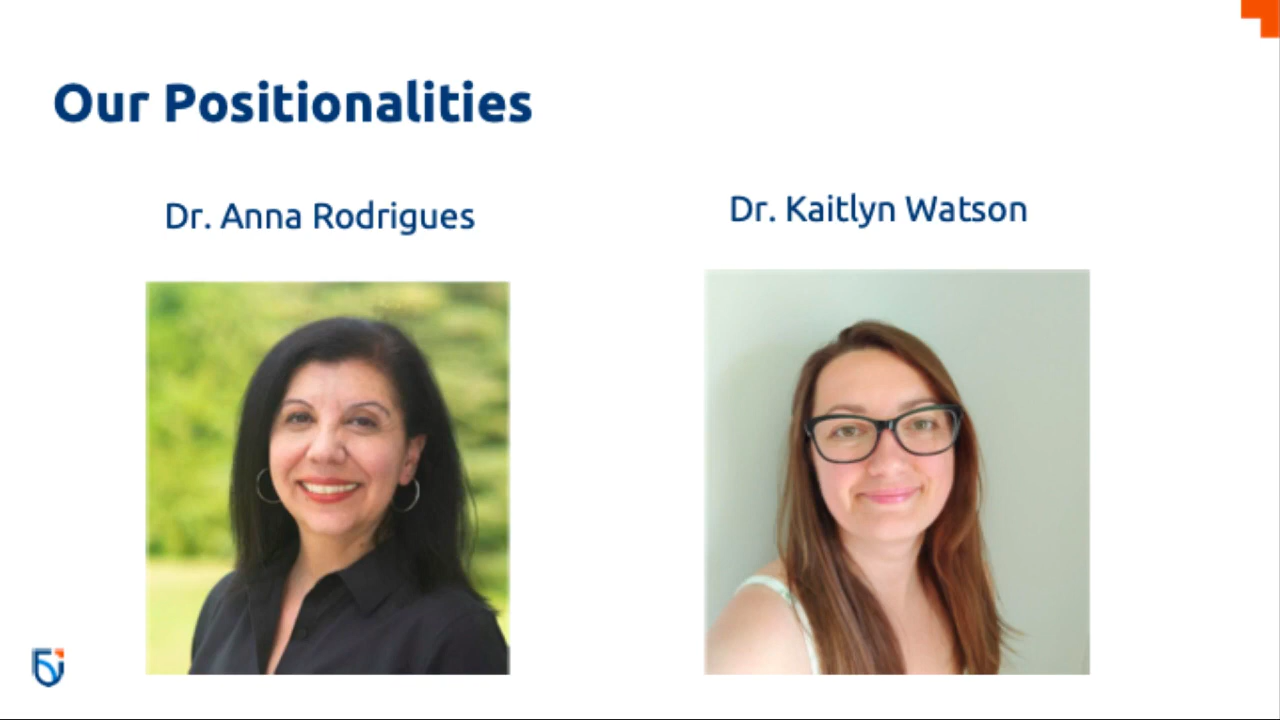 Our Positionalities
Dr. Anna Rodrigues
Dr. Kaitlyn Watson